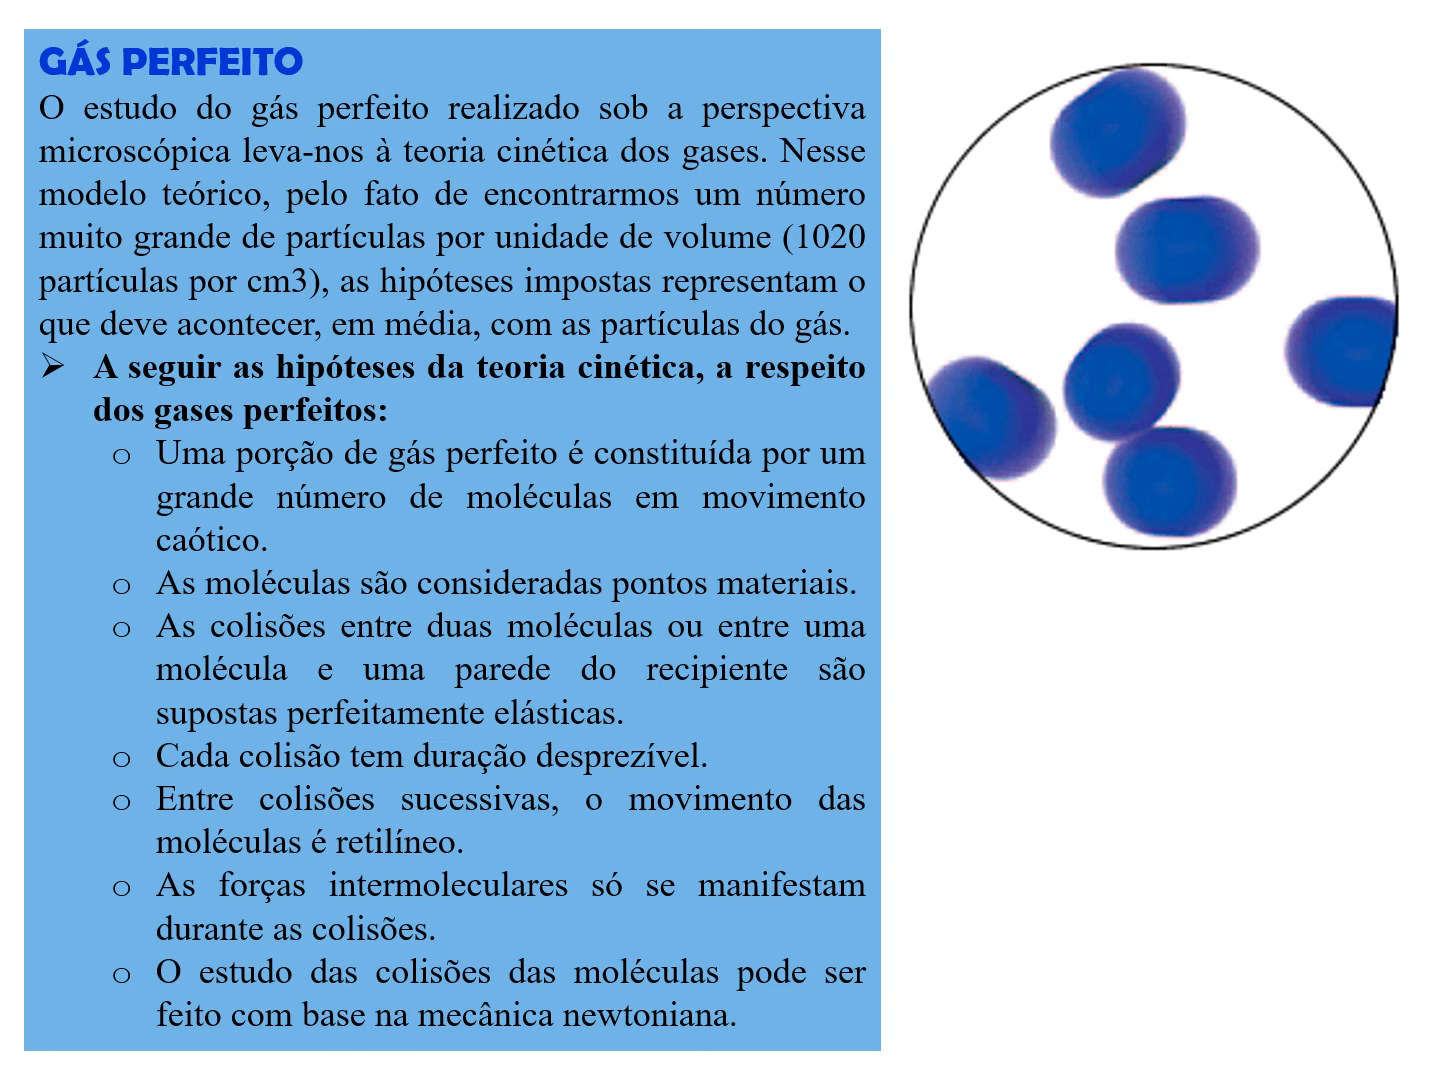 GÁS PERFEITO
O estudo do gás perfeito realizado sob a perspectiva
microscópica leva-nos à teoria cinética dos gases. Nesse
modelo teórico, pelo fato de encontrarmos um número
muito grande de partículas por unidade de volume (1020
partículas por cm3), as hipóteses impostas representam o
que deve acontecer, em média, com as partículas do gás.
➢ A seguir as hipóteses da teoria cinética, a respeito
dos gases perfeitos:
o Uma porção de gás perfeito é constituída por um
grande número de moléculas em movimento
caótico.
o As moléculas são consideradas pontos materiais.
o As colisões entre duas moléculas ou entre uma
molécula e uma parede do recipiente são
supostas perfeitamente elásticas.
o Cada colisão tem duração desprezível.
o Entre colisões sucessivas, o movimento das
moléculas é retilíneo.
o As forças intermoleculares só se manifestam
durante as colisões.
o O estudo das colisões das moléculas pode ser
feito com base na mecânica newtoniana.